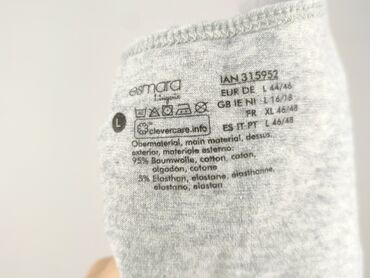 esmara
Lingerie
L
clevercare.info
IAN 315952
EUR DE L 44/46
GB IE NI L 16/18
FR XL 46/48
ES IT PT L 46/48
Obermaterial, main material, dessus,
exterior, materiale esterno:
95% Baumwolle, cotton, coton,
algodón, cotone
5% Elasthan, elastane, élasthanne,
elastano, elastan